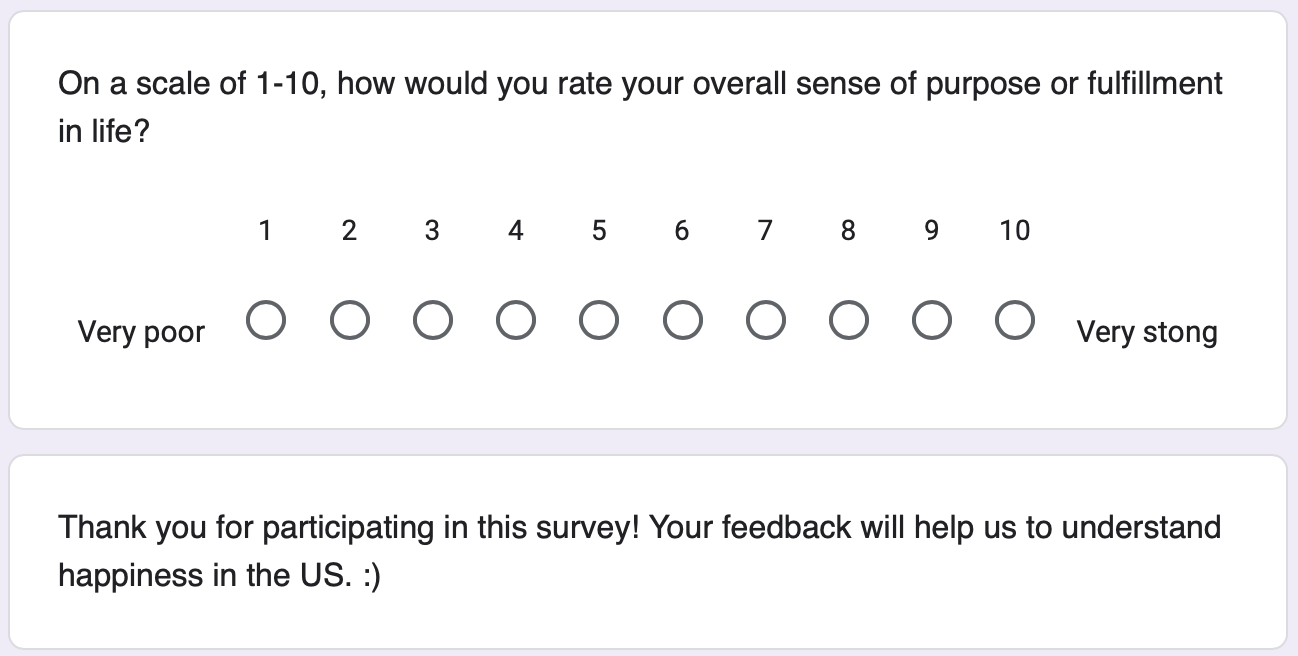 On a scale of 1-10, how would you rate your overall sense of purpose or fulfillment
in life?
1 2 3 4 5 6 7 8 9 10
Very poor Very stong
Thank you for participating in this survey! Your feedback will help us to understand
happiness in the US. :)